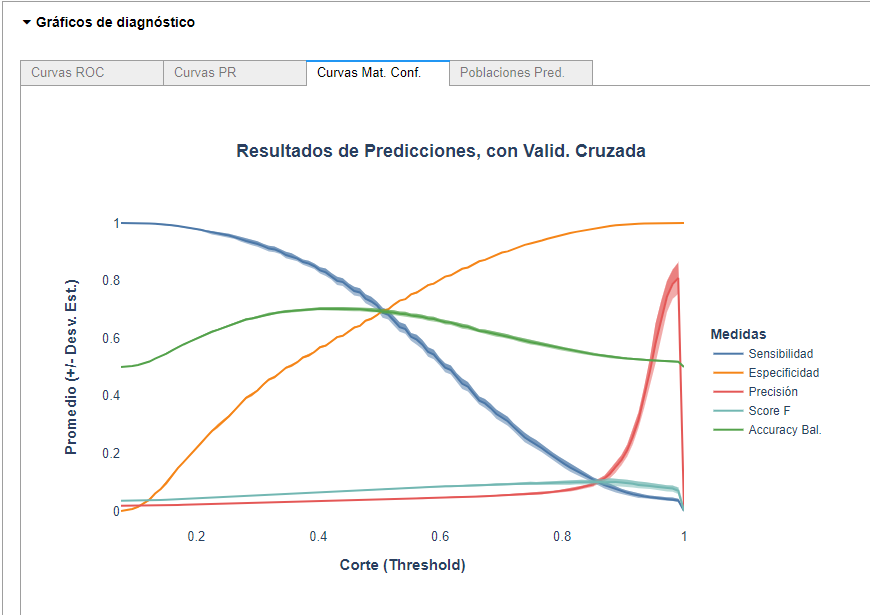 Gráficos de diagnóstico
Curvas ROC
Curvas PR
Curvas Mat. Conf.
Poblaciones Pred.
Resultados de Predicciones, con Valid. Cruzada
Promedio (+/- Desv. Est.)
1
0.8
0.6
0.4
0.2
0
0.2
0.4
0.6
0.8
1
Corte (Threshold)
Medidas
Sensibilidad
Especificidad
Precisión
Score F
Accuracy Bal.